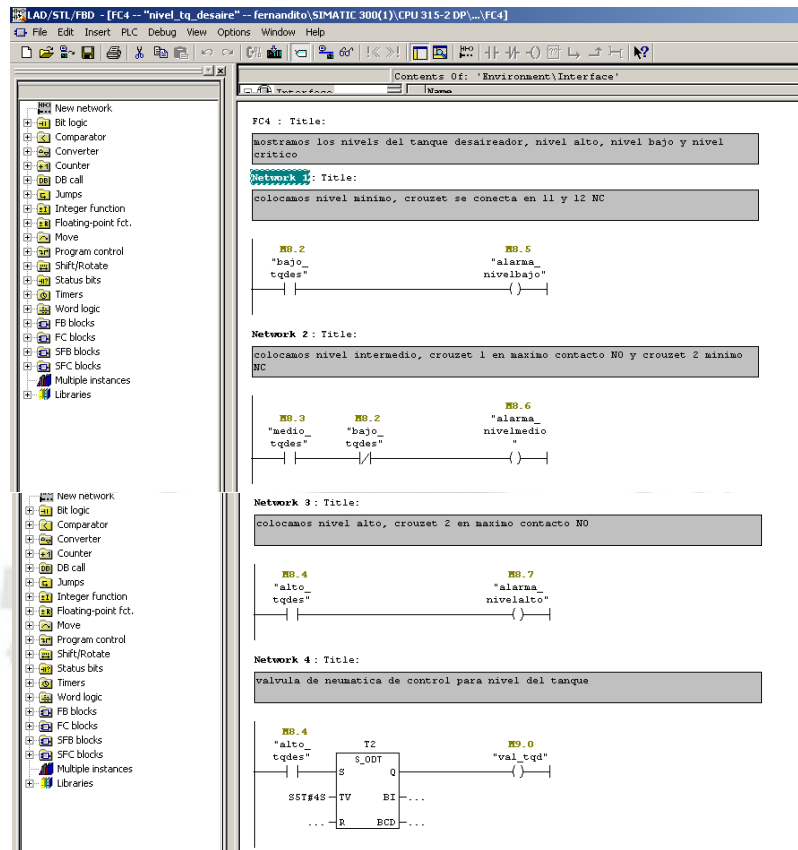 LAD/STL/FBD - [FC4 -- "nivel_tq_desaire" -- fernandito\SIMATIC 300(1)\CPU 315-2 DP\...\FC4]
File Edit Insert PLC Debug View Options Window Help
Contents Of: 'Environment\Interface'
Interface
Name
New network
Bit logic
Comparator
Converter
Counter
DB call
Jumps
Integer function
Floating-point fct.
Move
Program control
Shift/Rotate
Status bits
Timers
Word logic
FB blocks
FC blocks
SFB blocks
SFC blocks
Multiple instances
Libraries
FC4 : Title:
mostramos los nivels del tanque desaireador, nivel alto, nivel bajo y nivel
critico
Network 1: Title:
colocamos nivel minimo, crouzet se conecta en 11 y 12 NC
M8.2
"bajo_
tqdes"
M8.5
"alarma_
nivelbajo"
Network 2: Title:
colocamos nivel intermedio, crouzet 1 en maximo contacto NO y crouzet 2 minimo
NC
M8.3
"medio_
tqdes"
M8.2
"bajo_
tqdes"
M8.6
"alarma_
nivelmedio
"
New network
Bit logic
Comparator
Converter
Counter
DB call
Jumps
Integer function
Floating-point fct.
Move
Program control
Shift/Rotate
Status bits
Timers
Word logic
FB blocks
FC blocks
SFB blocks
SFC blocks
Multiple instances
Libraries
Network 3: Title:
colocamos nivel alto, crouzet 2 en maximo contacto NO
M8.4
"alto_
tqdes"
M8.7
"alarma_
nivelalto"
Network 4: Title:
valvula de neumatica de control para nivel del tanque
M8.4
"alto_
tqdes"
T2
S_ODT
S Q
S5T#4S TV BI ...
... R BCD ...
M9.0
"val_tqd"